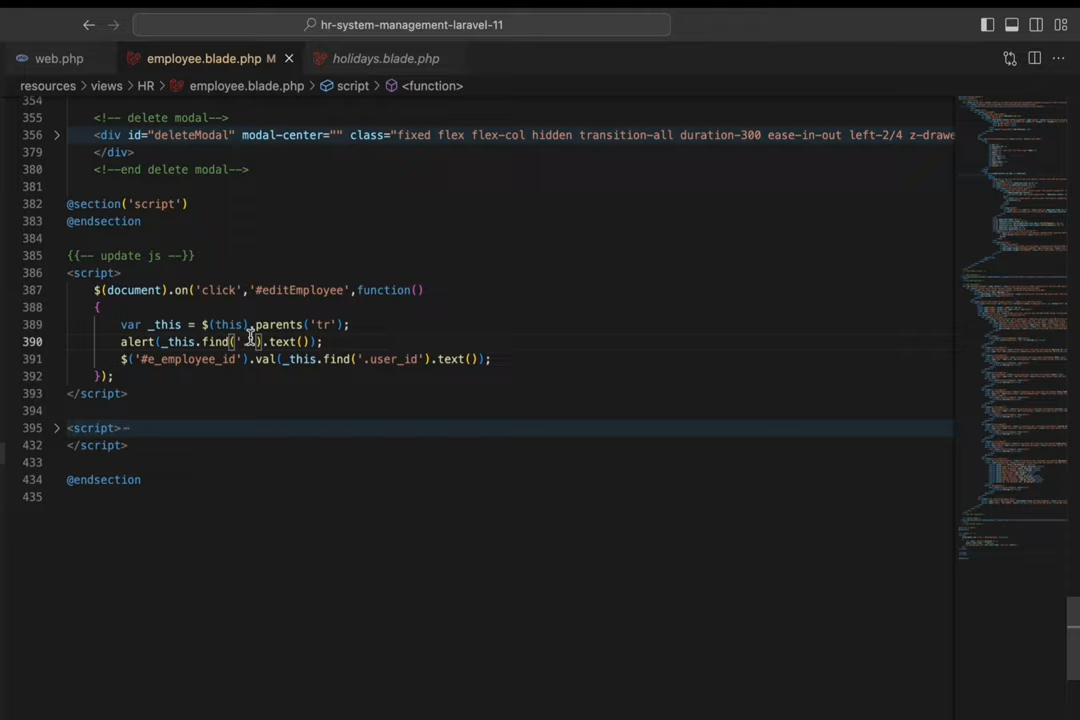 hr-system-management-laravel-11
web.php employee.blade.php M holidays.blade.php
resources > views > HR > employee.blade.php > script > <function>
354
355 <!-- delete modal-->
356 <div id="deleteModal" modal-center="" class="fixed flex flex-col hidden transition-all duration-300 ease-in-out left-2/4 z-drawe
379 </div>
380 <!--end delete modal-->
381
382 @section('script')
383 @endsection
384
385 {{-- update js --}}
386 <script>
387 $(document).on('click','#editEmployee',function()
388 {
389 var _this = $(this).parents('tr');
390 alert(_this.find('.').text());
391 $('#e_employee_id').val(_this.find('.user_id').text());
392 });
393 </script>
394
395 <script>
432 </script>
433
434 @endsection
435